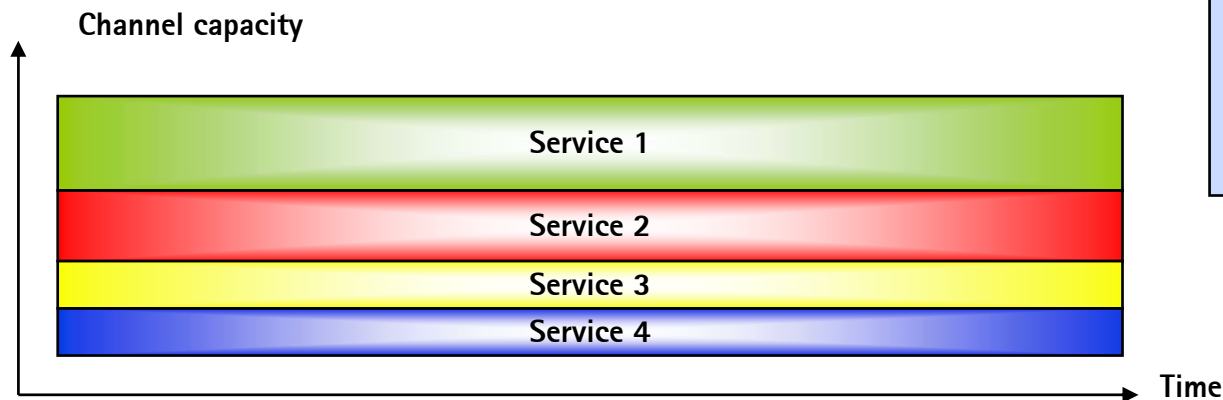 Channel capacity
Service 1
Service 2
Service 3
Service 4
Time